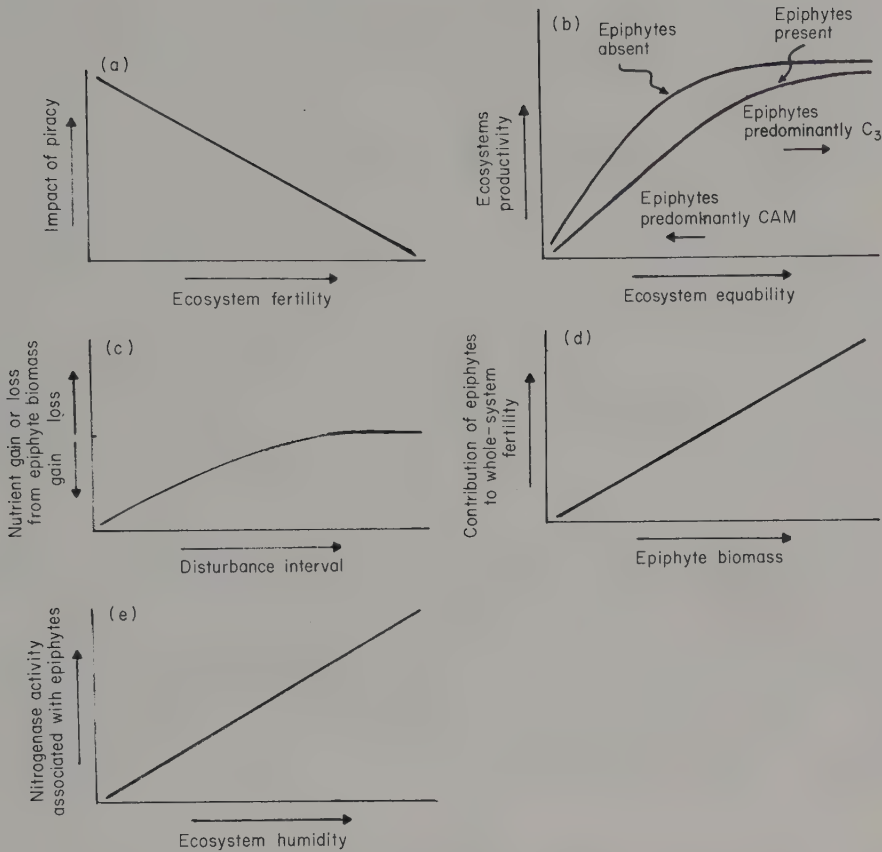 (a)
Impact of piracy
Ecosystem fertility
(b)
Epiphytes
absent
Epiphytes
present
Epiphytes
predominantly C3
Epiphytes
predominantly CAM
Ecosystems
productivity
Ecosystem equability
(c)
Nutrient gain or loss
from epiphyte biomass
gain
loss
Disturbance interval
(d)
Contribution of epiphytes
to whole-system
fertility
Epiphyte biomass
(e)
Nitrogenase activity
associated with epiphytes
Ecosystem humidity